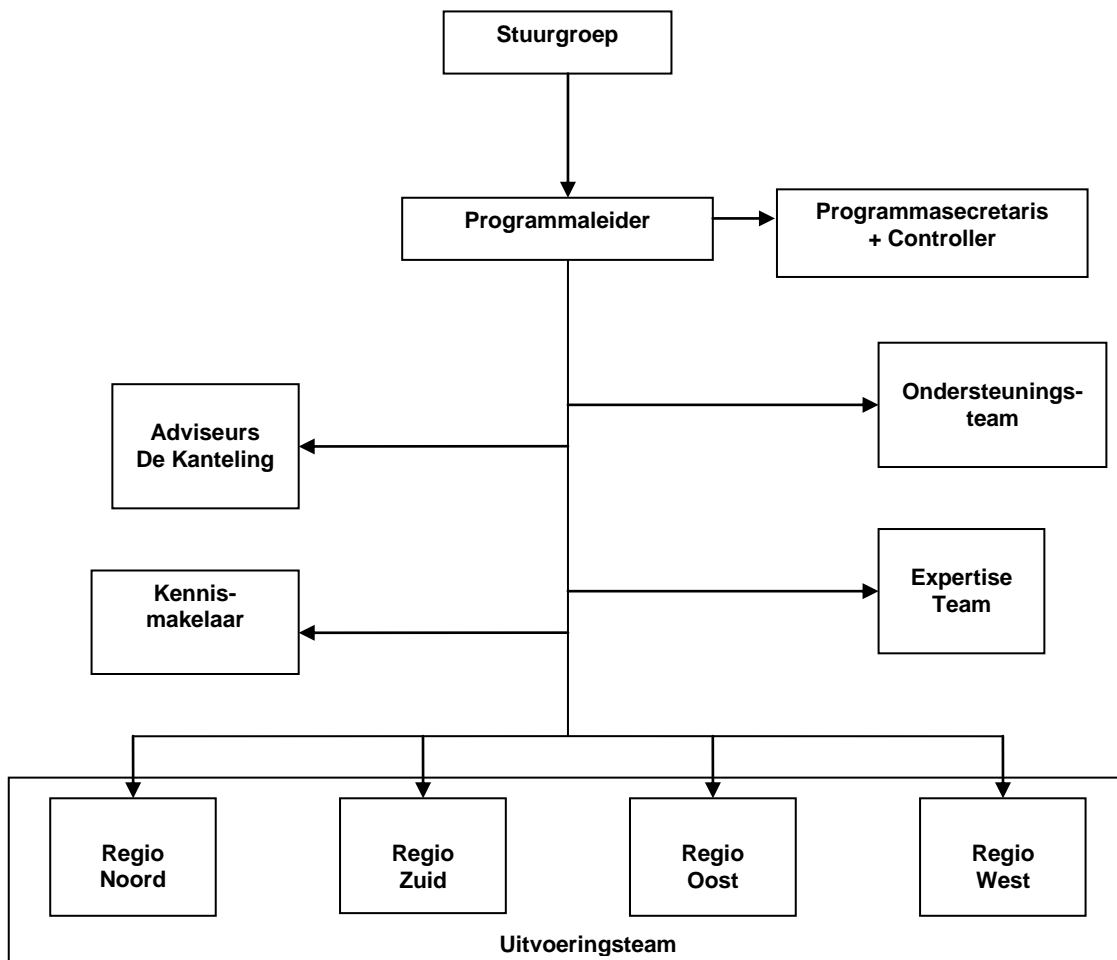 Stuurgroep
Programmaleider
Programmasecretaris
+ Controller
Ondersteunings-
team
Adviseurs
De Kanteling
Expertise
Team
Kennis-
makelaar
Regio
Noord
Regio
Zuid
Regio
Oost
Regio
West
Uitvoeringsteam